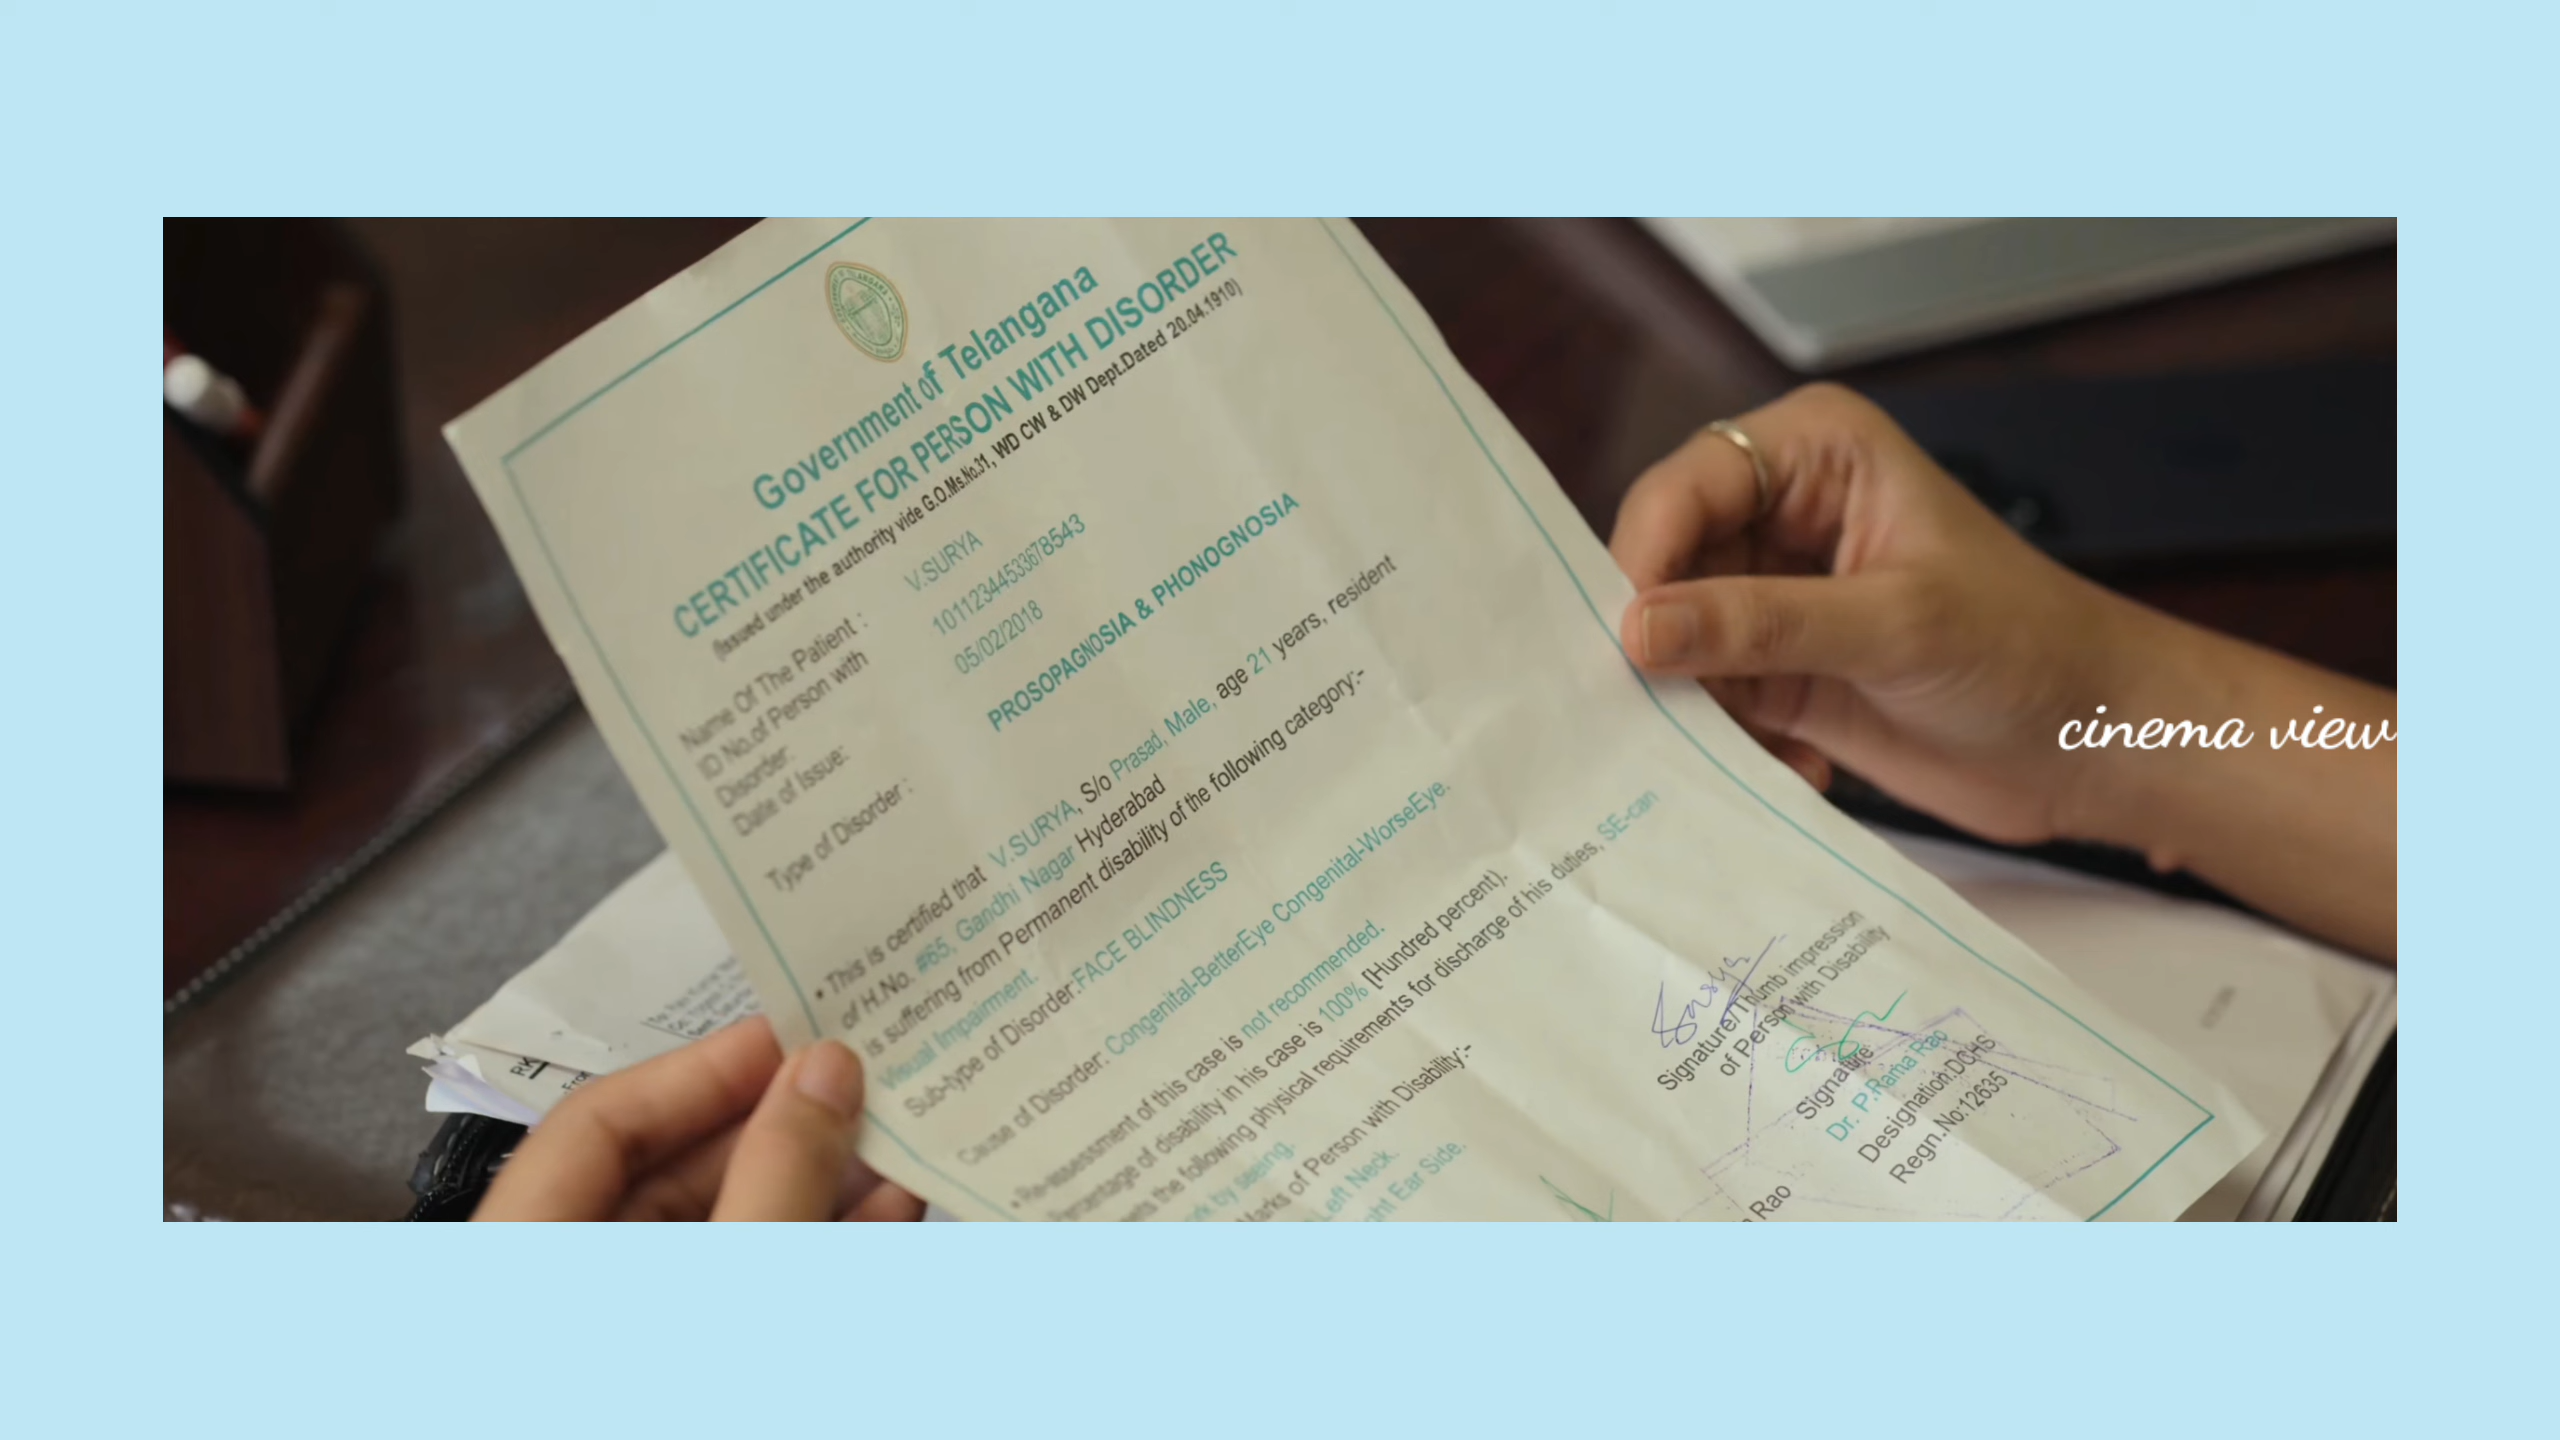 Government of Telangana
CERTIFICATE FOR PERSON WITH DISORDER
(Issued under the authority vide G.O.Ms.No.31, WD CW & DW Dept.Dated 20.04.1910)
Name Of The Patient : V.SURYA
ID No.of Person with
Disorder: 1011234453367 8543
Date of Issue: 05/02/2018
Type of Disorder : PROSOPAGNOSIA & PHONOGNOSIA
• This is certified that V.SURYA, S/o Prasad, Male, age 21 years, resident
of H.No. #65, Gandhi Nagar Hyderabad
is suffering from Permanent disability of the following category:-
Visual Impairment.
Sub-type of Disorder:FACE BLINDNESS
Cause of Disorder: Congenital-BetterEye Congenital-WorseEye.
• Re-assessment of this case is not recommended.
Percentage of disability in his case is 100% [Hundred percent).
the following physical requirements for discharge of his duties, SE-can
by seeing.
Marks of Person with Disability:-
Left Neck.
Ear Side.
Surya
Signature/Thumb impression
of Person with Disability
Signature
Dr. P.Rama Rao
Designation:DCHS
Regn.No:12635
Rao
RK
cinema view